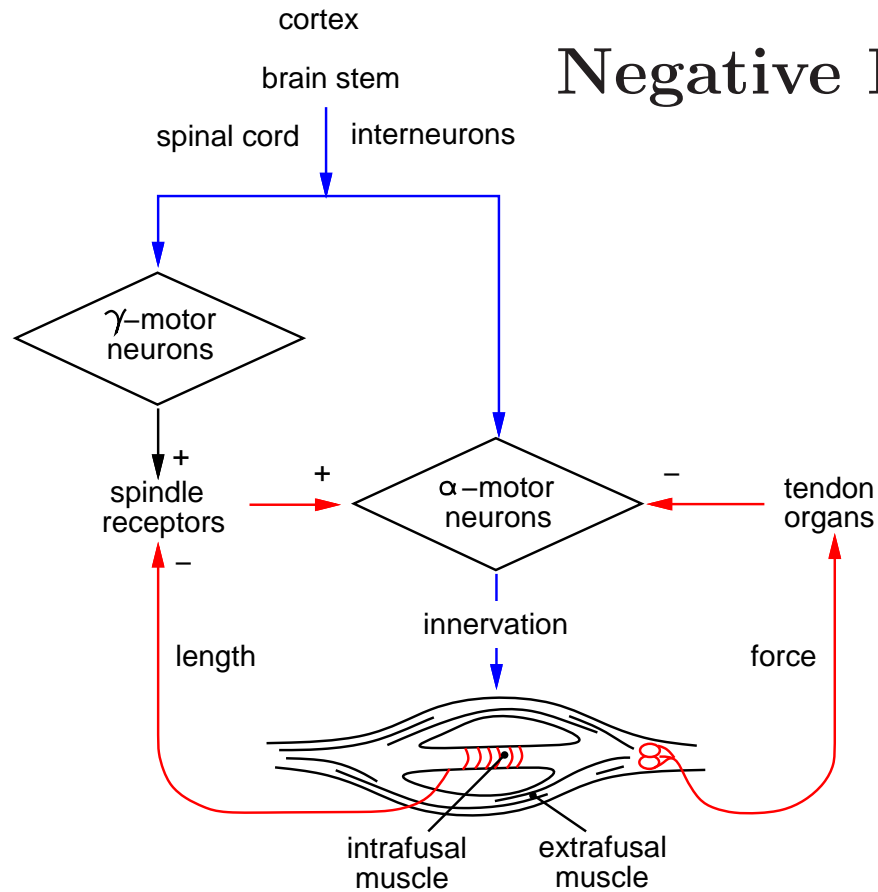 cortex
Negative
brain stem
spinal cord interneurons
γ–motor
neurons
+
+
α–motor
neurons
–
spindle
receptors
tendon
organs
–
innervation
length
force
intrafusal
muscle
extrafusal
muscle